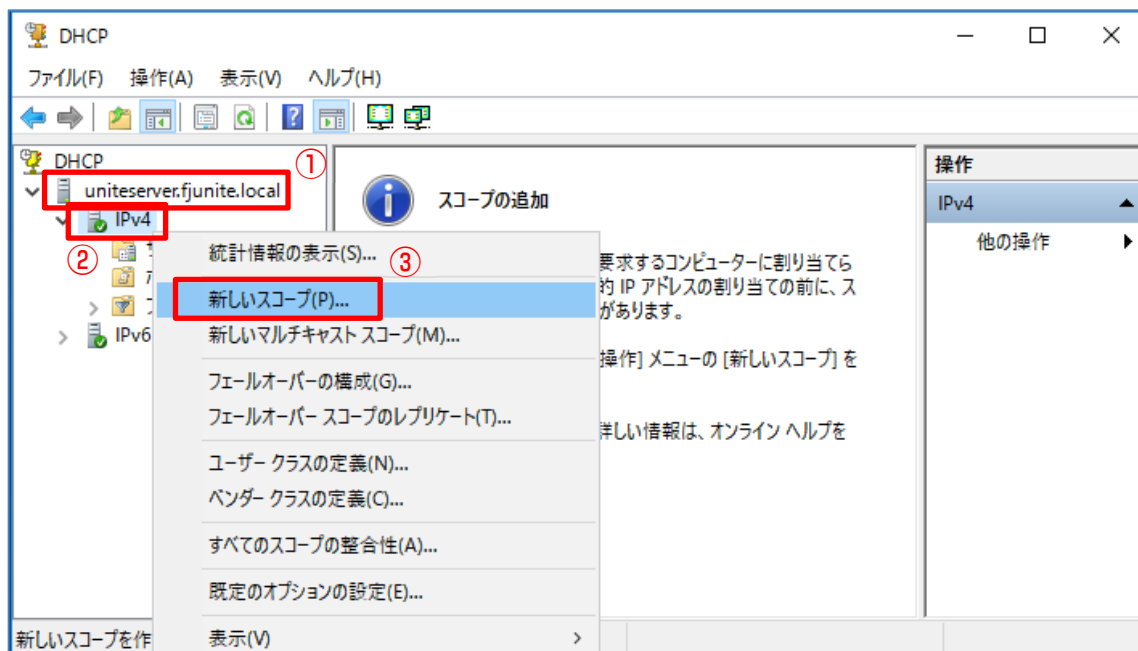 DHCP
ファイル(F) 操作(A) 表示(V) ヘルプ(H)
DHCP
①
uniteserver.fjunite.local
IPv4
②
IPv6
スコープの追加
要求するコンピューターに割り当てら
的 IP アドレスの割り当ての前に、ス
があります。
操作] メニューの [新しいスコープ] を
詳しい情報は、オンライン ヘルプを
統計情報の表示(S)...
③
新しいスコープ(P)...
新しいマルチキャスト スコープ(M)...
フェールオーバーの構成(G)...
フェールオーバー スコープのレプリケート(T)...
ユーザー クラスの定義(N)...
ベンダー クラスの定義(C)...
すべてのスコープの整合性(A)...
既定のオプションの設定(E)...
表示(V)
操作
IPv4
他の操作
新しいスコープを作